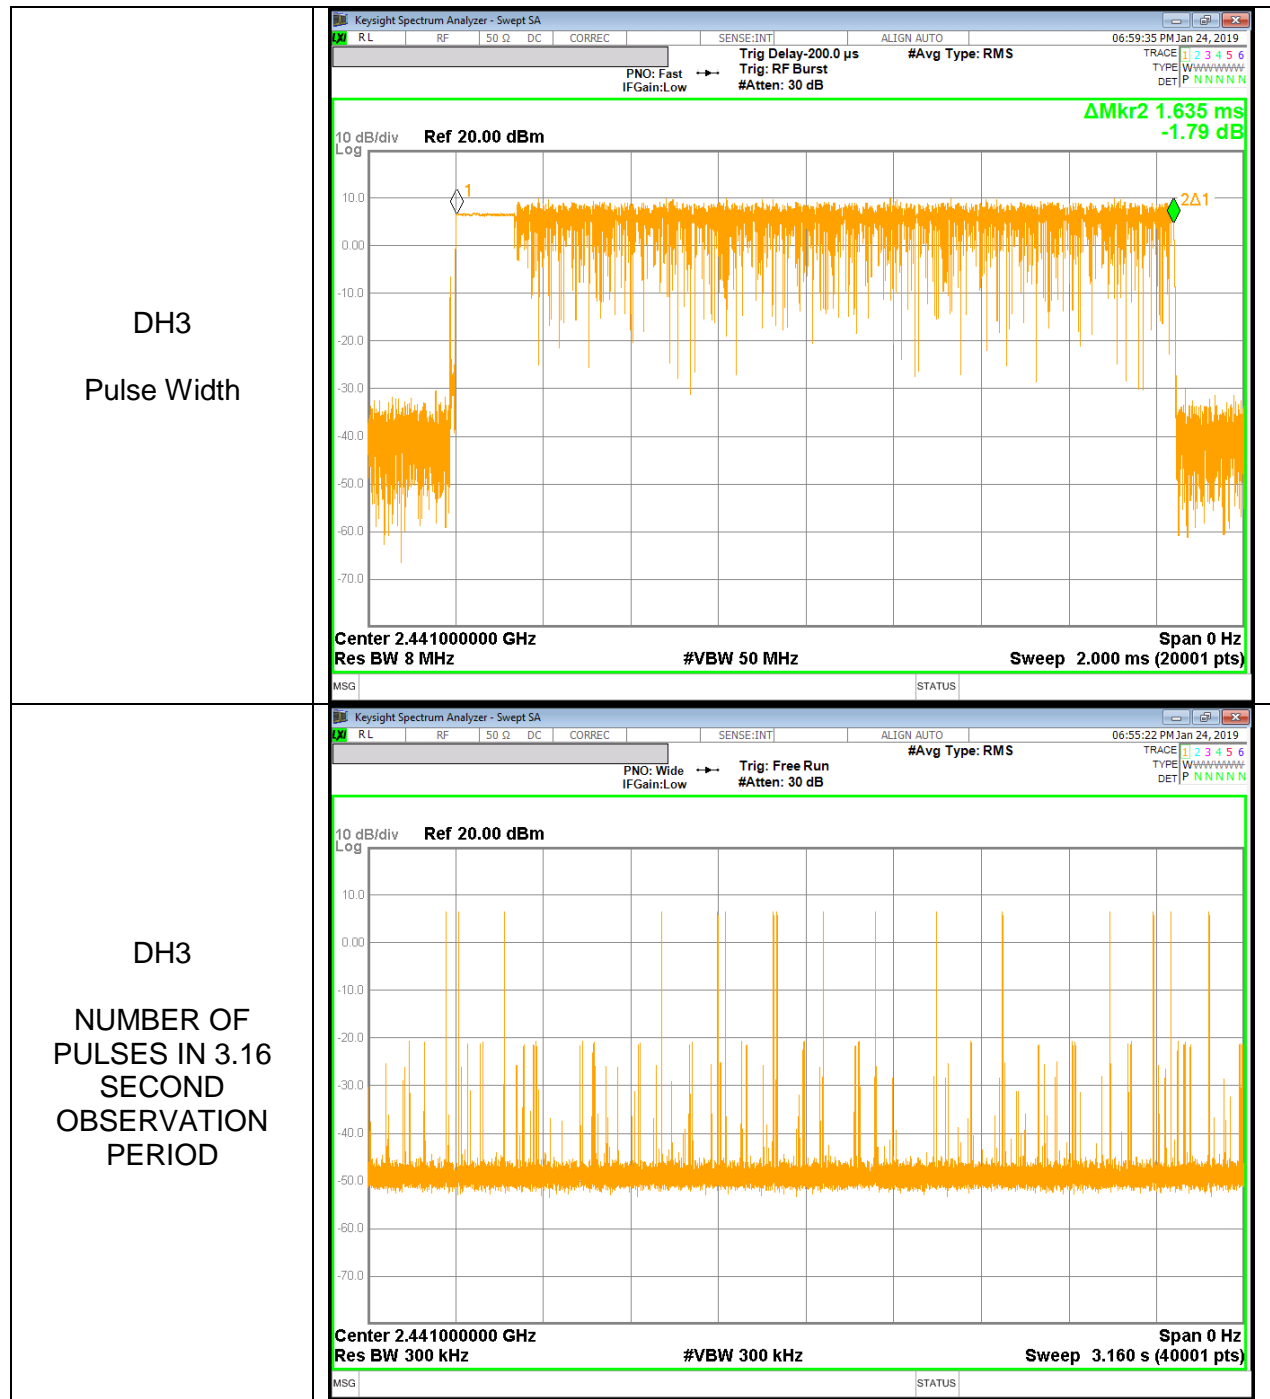 DH3
Pulse Width
Keysight Spectrum Analyzer - Swept SA
LXI RL RF 50 Ω DC CORREC SENSE:INT ALIGN AUTO 06:59:35 PM Jan 24, 2019
Trig Delay-200.0 µs #Avg Type: RMS TRACE 1 2 3 4 5 6
PNO: Fast Trig: RF Burst TYPE WWWWWW
IFGain:Low #Atten: 30 dB DET P N N N N N
ΔMkr2 1.635 ms
-1.79 dB
10 dB/div Ref 20.00 dBm
Log
1
2Δ1
10.0
0.00
-10.0
-20.0
-30.0
-40.0
-50.0
-60.0
-70.0
Center 2.441000000 GHz Span 0 Hz
Res BW 8 MHz #VBW 50 MHz Sweep 2.000 ms (20001 pts)
MSG STATUS
DH3
NUMBER OF
PULSES IN 3.16
SECOND
OBSERVATION
PERIOD
Keysight Spectrum Analyzer - Swept SA
LXI RL RF 50 Ω DC CORREC SENSE:INT ALIGN AUTO 06:55:22 PM Jan 24, 2019
#Avg Type: RMS TRACE 1 2 3 4 5 6
PNO: Wide Trig: Free Run TYPE WWWWWW
IFGain:Low #Atten: 30 dB DET P N N N N N
10 dB/div Ref 20.00 dBm
Log
10.0
0.00
-10.0
-20.0
-30.0
-40.0
-50.0
-60.0
-70.0
Center 2.441000000 GHz Span 0 Hz
Res BW 300 kHz #VBW 300 kHz Sweep 3.160 s (40001 pts)
MSG STATUS